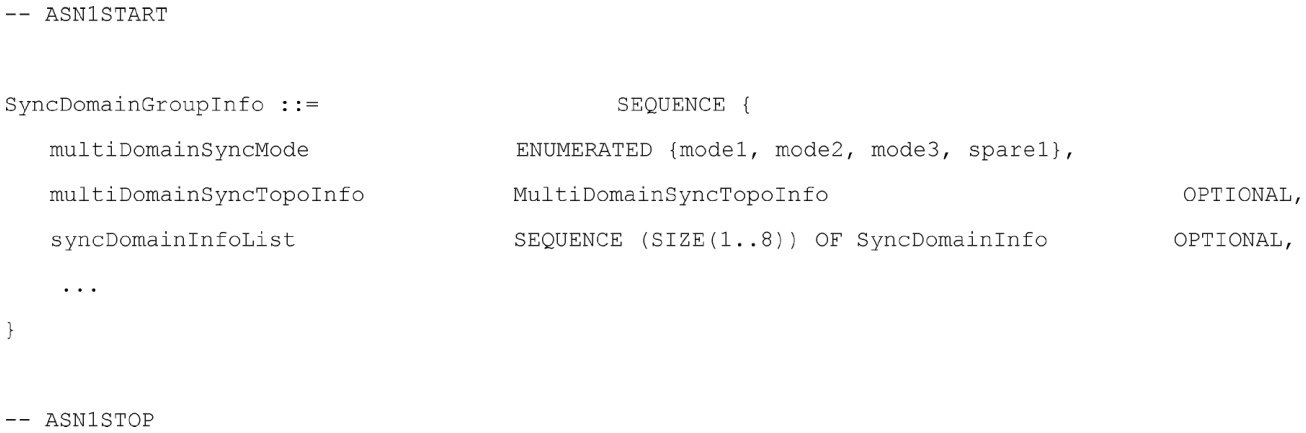 -- ASN1START
SyncDomainGroupInfo ::= SEQUENCE {
multiDomainSyncMode ENUMERATED {mode1, mode2, mode3, spare1},
multiDomainSyncTopoInfo MultiDomainSyncTopoInfo OPTIONAL,
syncDomainInfoList SEQUENCE (SIZE(1..8)) OF SyncDomainInfo OPTIONAL,
...
}
-- ASN1STOP